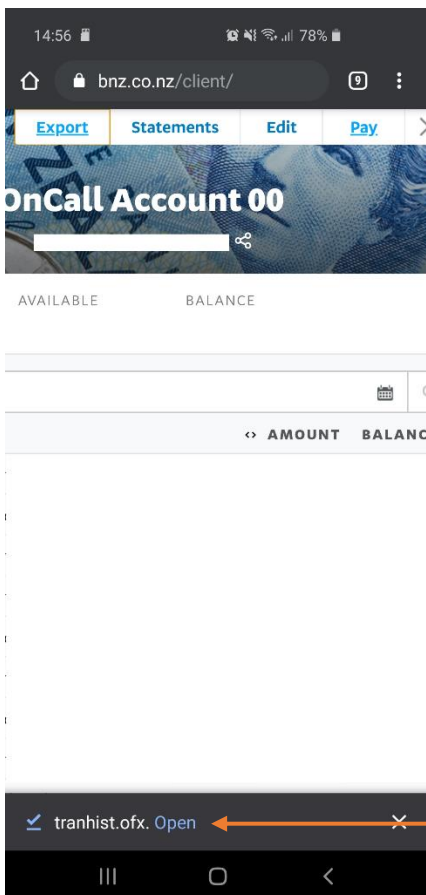 14:56 78%
bnz.co.nz/client/ 9
Export Statements Edit Pay
OnCall Account 00
AVAILABLE BALANCE
<> AMOUNT BALANC
tranhist.ofx. Open